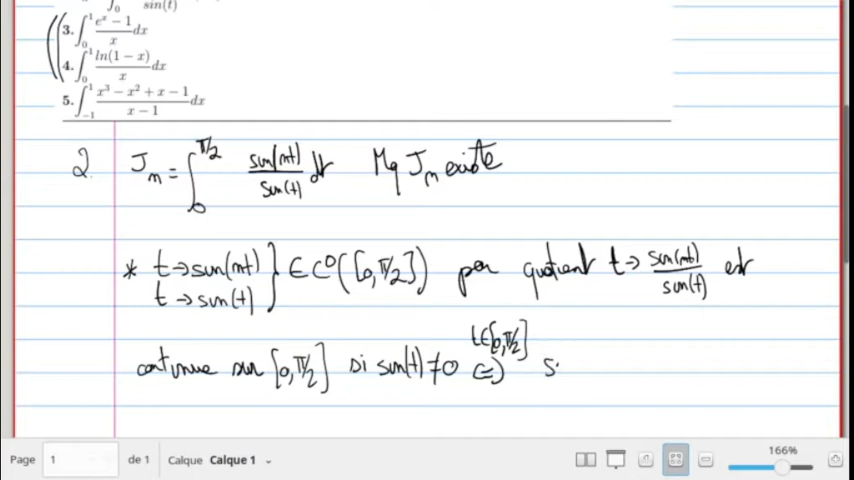 ∫₀ sin(t)
3. ∫₀¹ (eˣ − 1)/x dx
4. ∫₀¹ ln(1 − x)/x dx
5. ∫₋₁¹ (x³ − x² + x − 1)/(x − 1) dx
2. Jₙ = ∫₀^{π/2} sin(nt)/sin(t) dt Mq Jₙ existe
* t → sin(nt)
t → sin(t) } ∈ C⁰([0, π/2]) par quotient t → sin(nt)/sin(t) est
t ∈ [0, π/2]
continue sur [0, π/2] si sin(t) ≠ 0 ⟺ s
Page 1 de 1 Calque Calque 1 166%